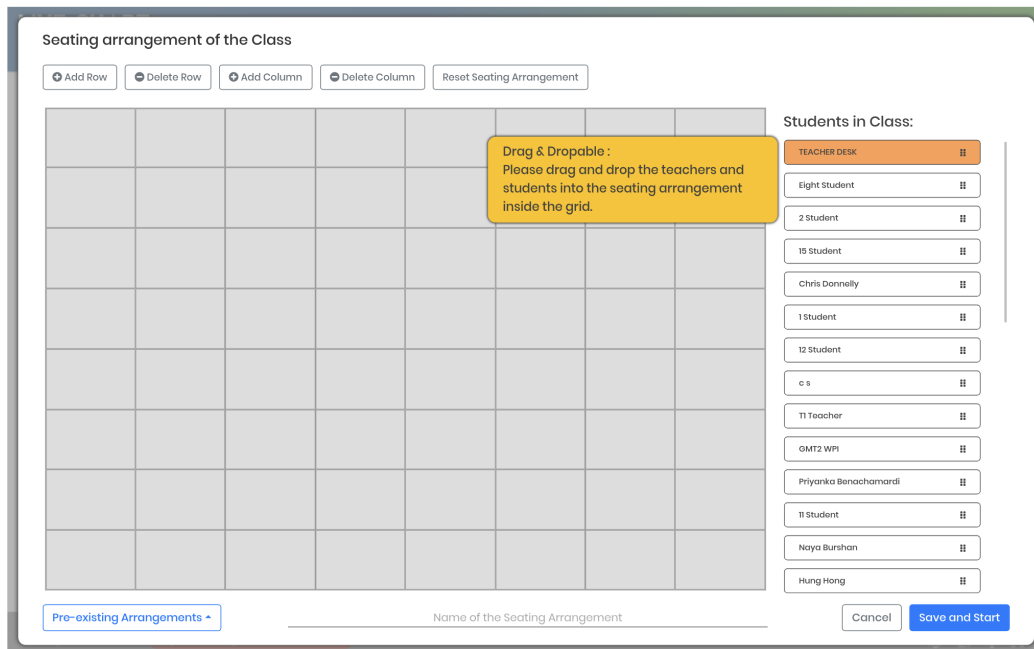 Seating arrangement of the Class
Add Row Delete Row Add Column Delete Column Reset Seating Arrangement
Students in Class:
Drag & Dropable :
Please drag and drop the teachers and
students into the seating arrangement
inside the grid.
TEACHER DESK
Eight Student
2 Student
15 Student
Chris Donnelly
1 Student
12 Student
c s
T1 Teacher
GMT2 WPI
Priyanka Benachamardi
11 Student
Naya Burshan
Hung Hong
Pre-existing Arrangements Name of the Seating Arrangement Cancel Save and Start